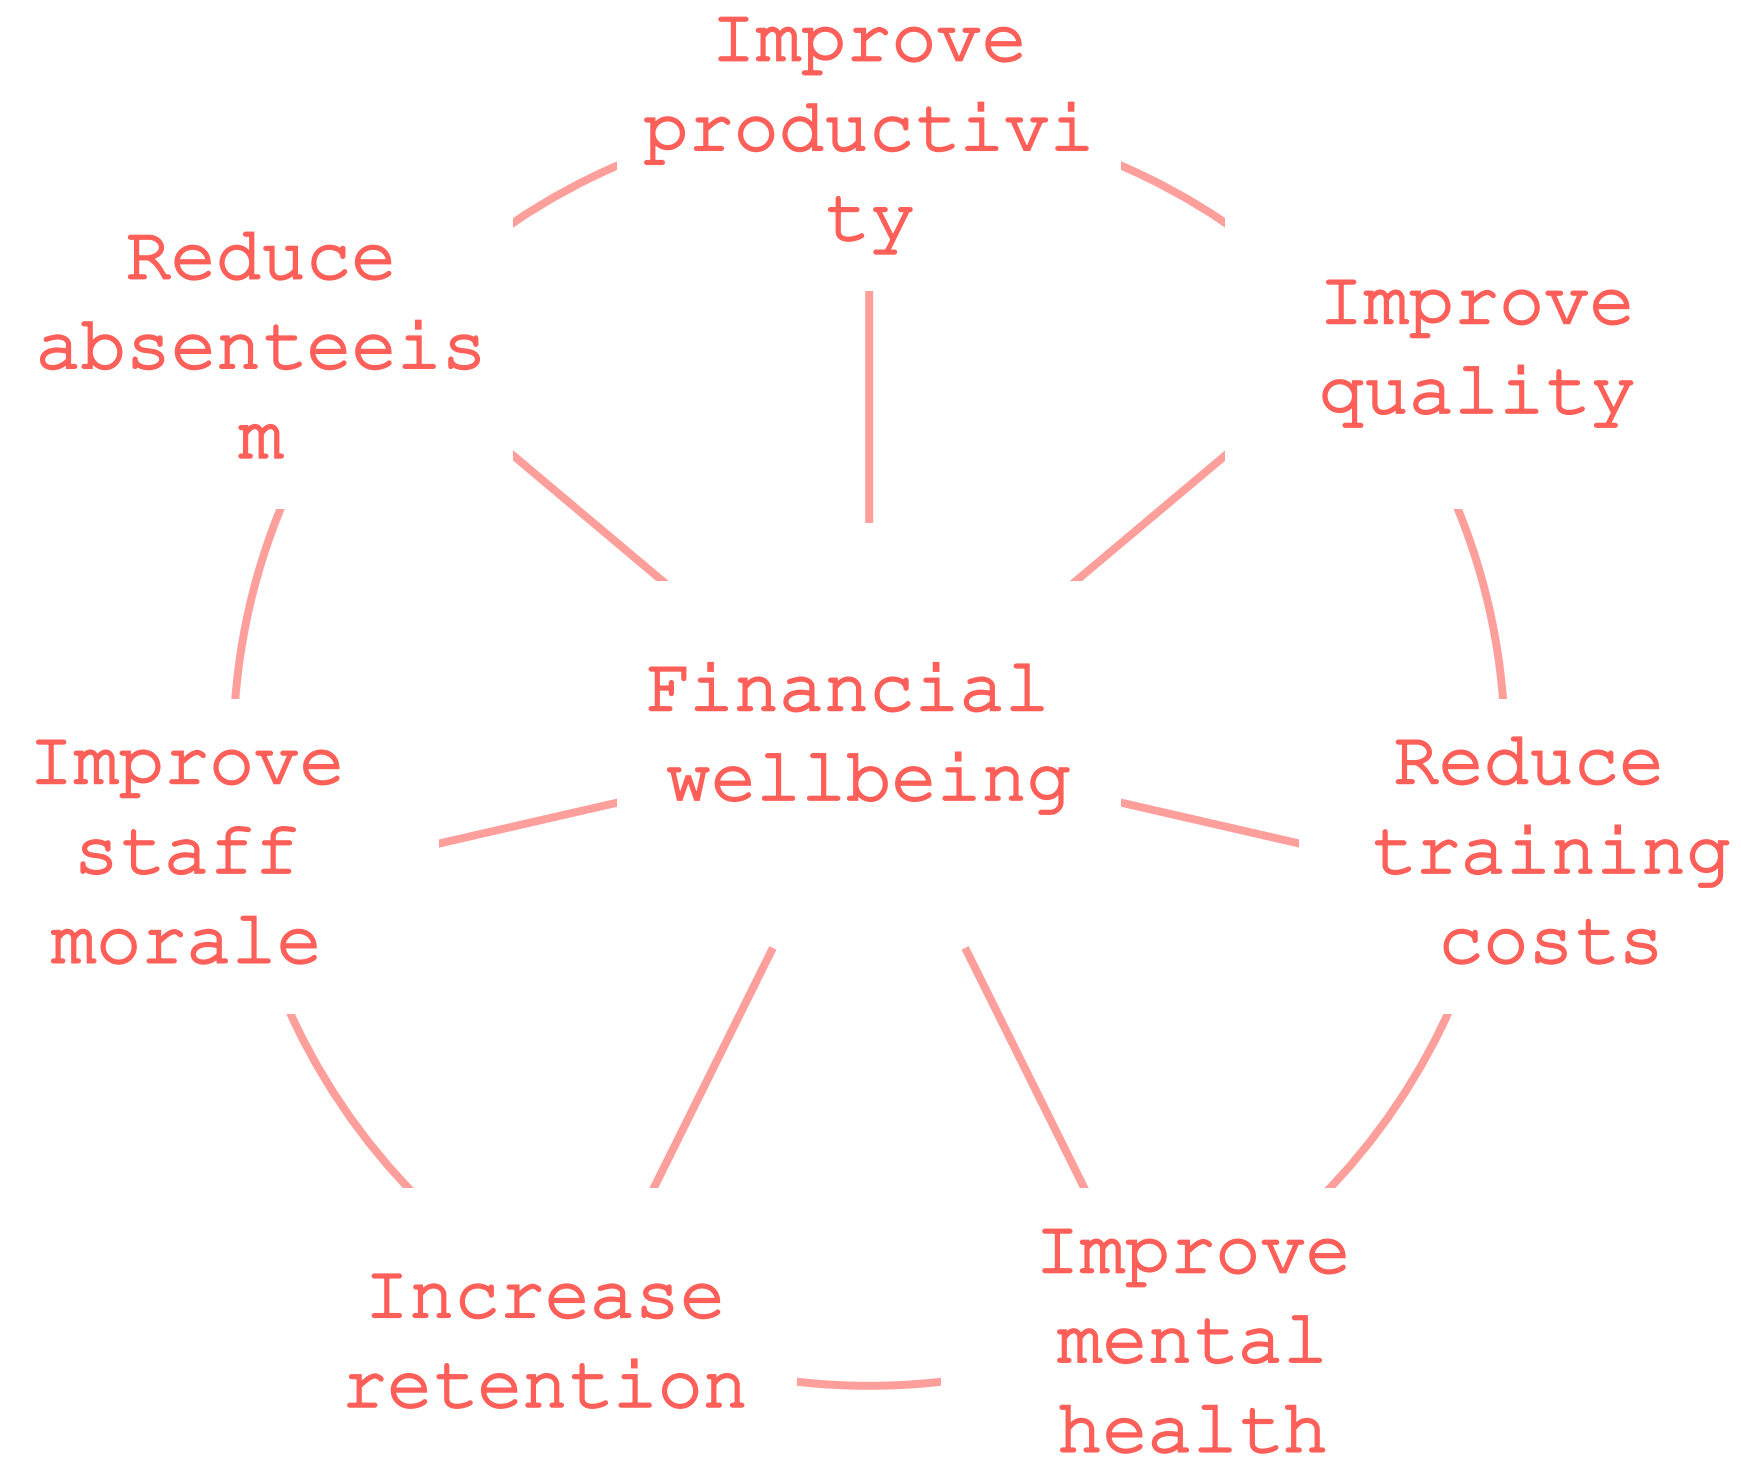 Improve
productivi
ty
Improve
quality
Reduce
training
costs
Improve
mental
health
Increase
retention
Improve
staff
morale
Reduce
absenteeis
m
Financial
wellbeing